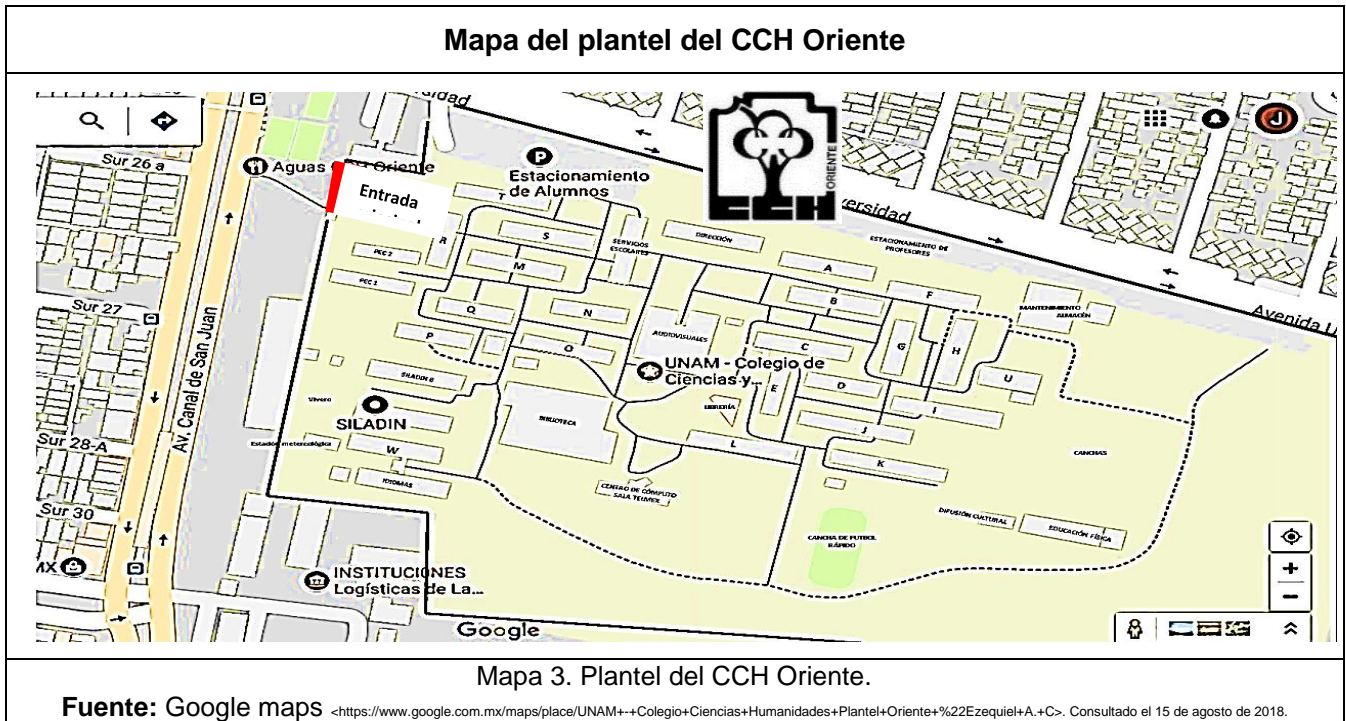 Mapa del plantel del CCH Oriente
Sur 26 a
Aguas
Oriente
Entrada
P
Estacionamiento
de Alumnos
ORIENTE
CCH
J
T
R
S
SERVICIOS
ESCOLARES
DIRECCIÓN
ESTACIONAMIENTO DE
PROFESORES
PEC 2
M
A
F
Sur 27
Q
N
B
MANTENIMIENTO
ALMACÉN
Avenida U
P
O
AUDIOVISUALES
C
G
H
UNAM - Colegio de
Ciencias y...
SILADIN
E
D
U
I
Vivero
LIBRERÍA
BIBLIOTECA
J
Sur 28-A
Av. Canal de San Juan
Estación meteorológica
W
L
K
CANCHAS
IDIOMAS
CENTRO DE CÓMPUTO
SALA TELMEX
Sur 30
DIFUSIÓN CULTURAL
EDUCACIÓN FÍSICA
CANCHA DE FUTBOL
RÁPIDO
MX
INSTITUCIONES
Logísticas de La...
Google
Mapa 3. Plantel del CCH Oriente.
Fuente: Google maps <https://www.google.com.mx/maps/place/UNAM+-+Colegio+Ciencias+Humanidades+Plantel+Oriente+%22Ezequiel+A.+C>. Consultado el 15 de agosto de 2018.